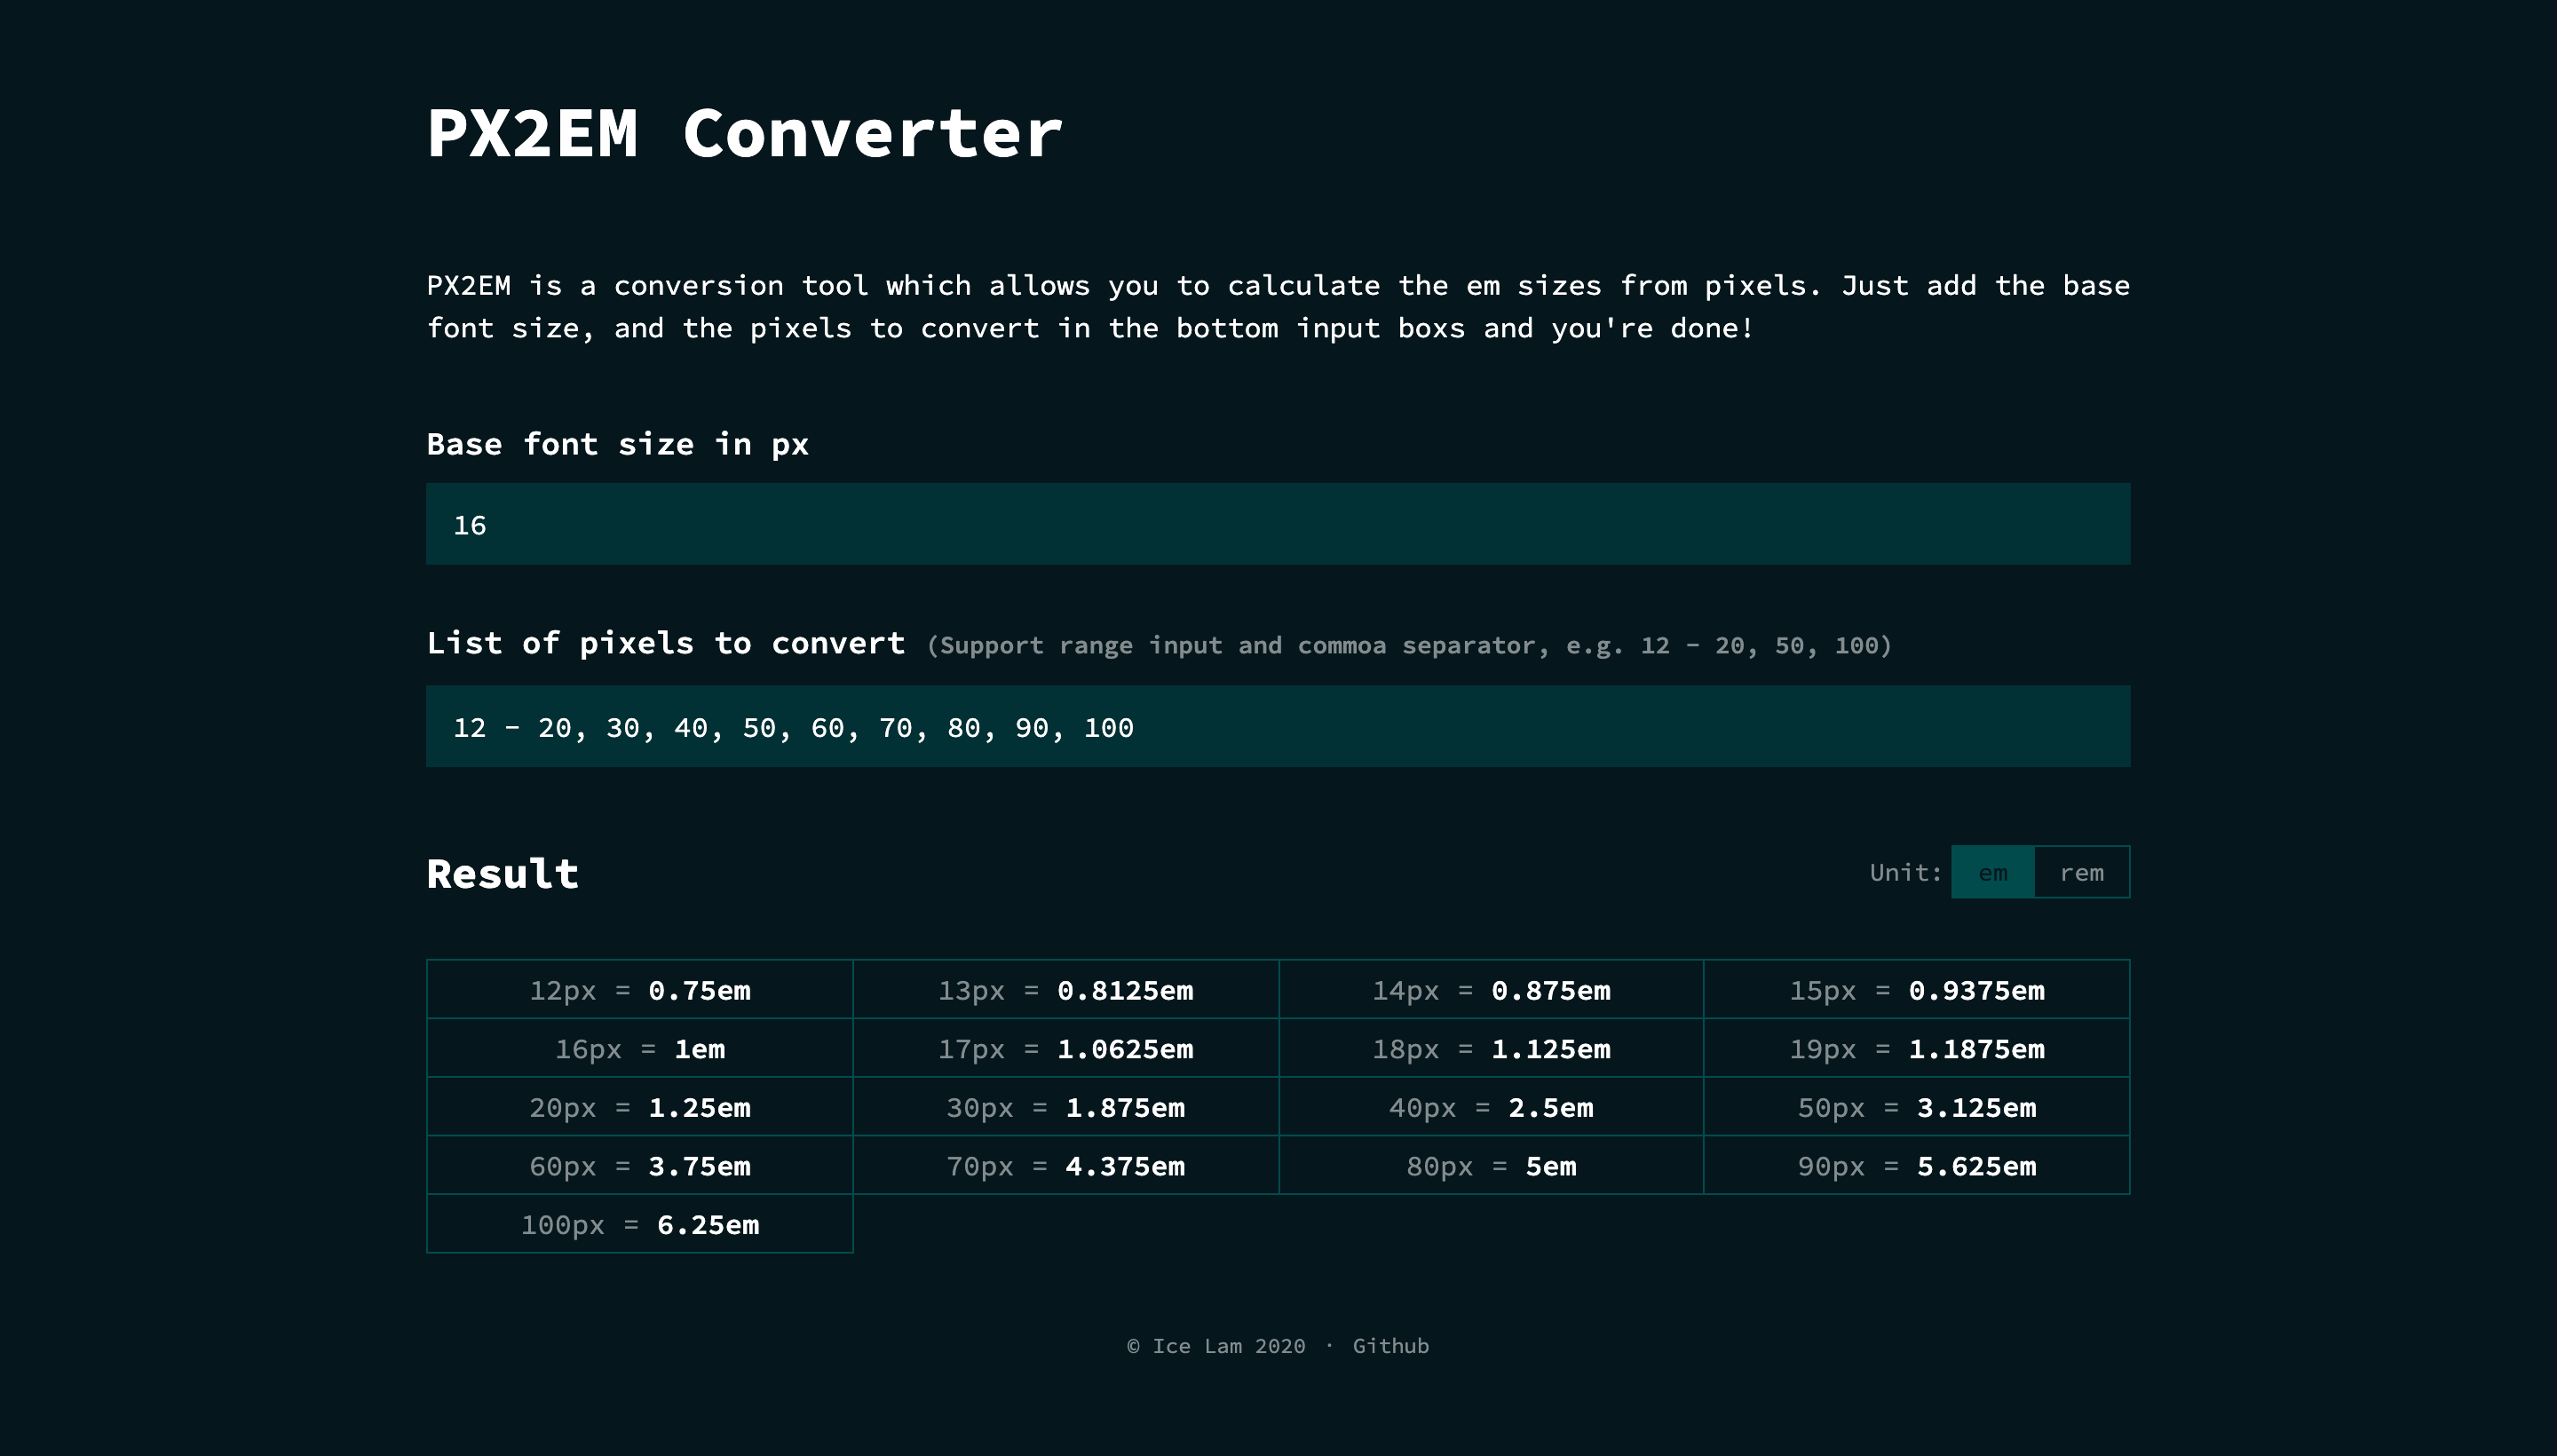 PX2EM Converter
PX2EM is a conversion tool which allows you to calculate the em sizes from pixels. Just add the base
font size, and the pixels to convert in the bottom input boxs and you're done!
Base font size in px
16
List of pixels to convert (Support range input and commoa separator, e.g. 12 - 20, 50, 100)
12 - 20, 30, 40, 50, 60, 70, 80, 90, 100
Result Unit: em rem
12px = 0.75em 13px = 0.8125em 14px = 0.875em 15px = 0.9375em
16px = 1em 17px = 1.0625em 18px = 1.125em 19px = 1.1875em
20px = 1.25em 30px = 1.875em 40px = 2.5em 50px = 3.125em
60px = 3.75em 70px = 4.375em 80px = 5em 90px = 5.625em
100px = 6.25em
© Ice Lam 2020 · Github